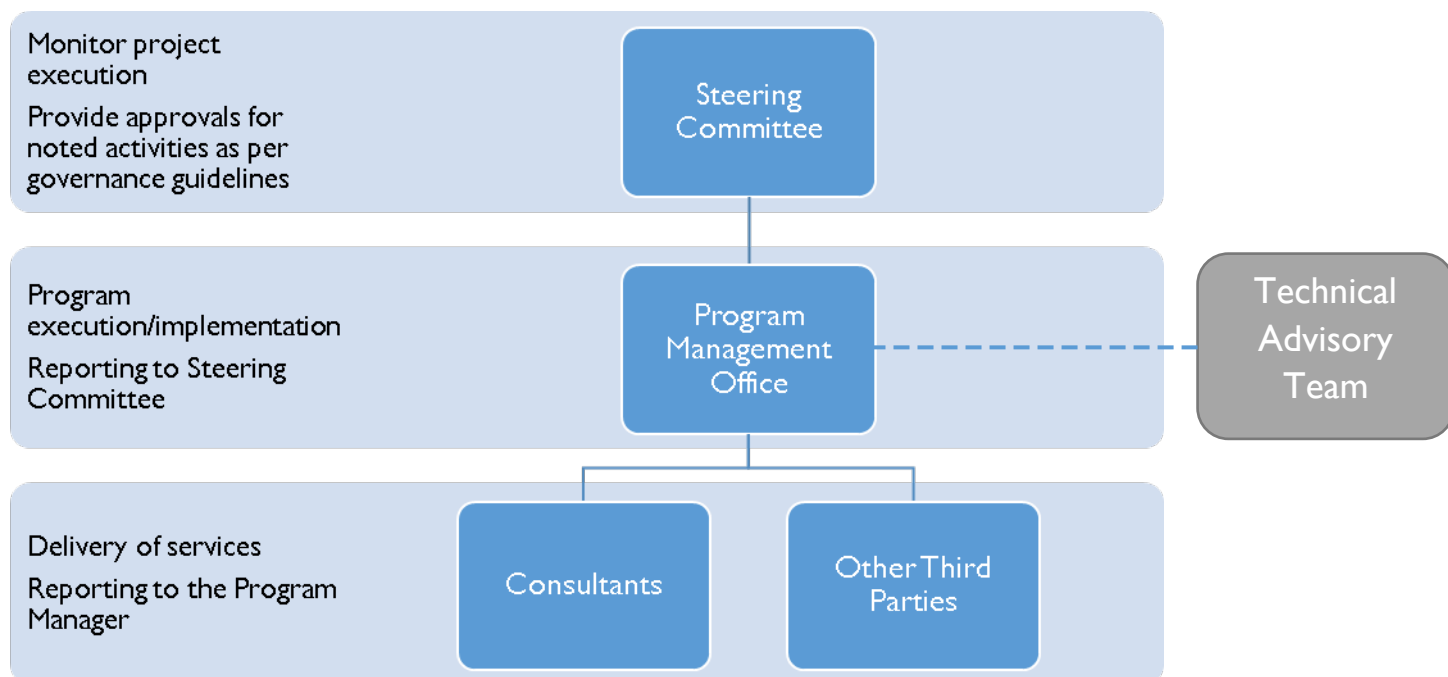 Monitor project
execution
Provide approvals for
noted activities as per
governance guidelines
Steering
Committee
Program
execution/implementation
Reporting to Steering
Committee
Program
Management
Office
Technical
Advisory
Team
Delivery of services
Reporting to the Program
Manager
Consultants
Other Third
Parties